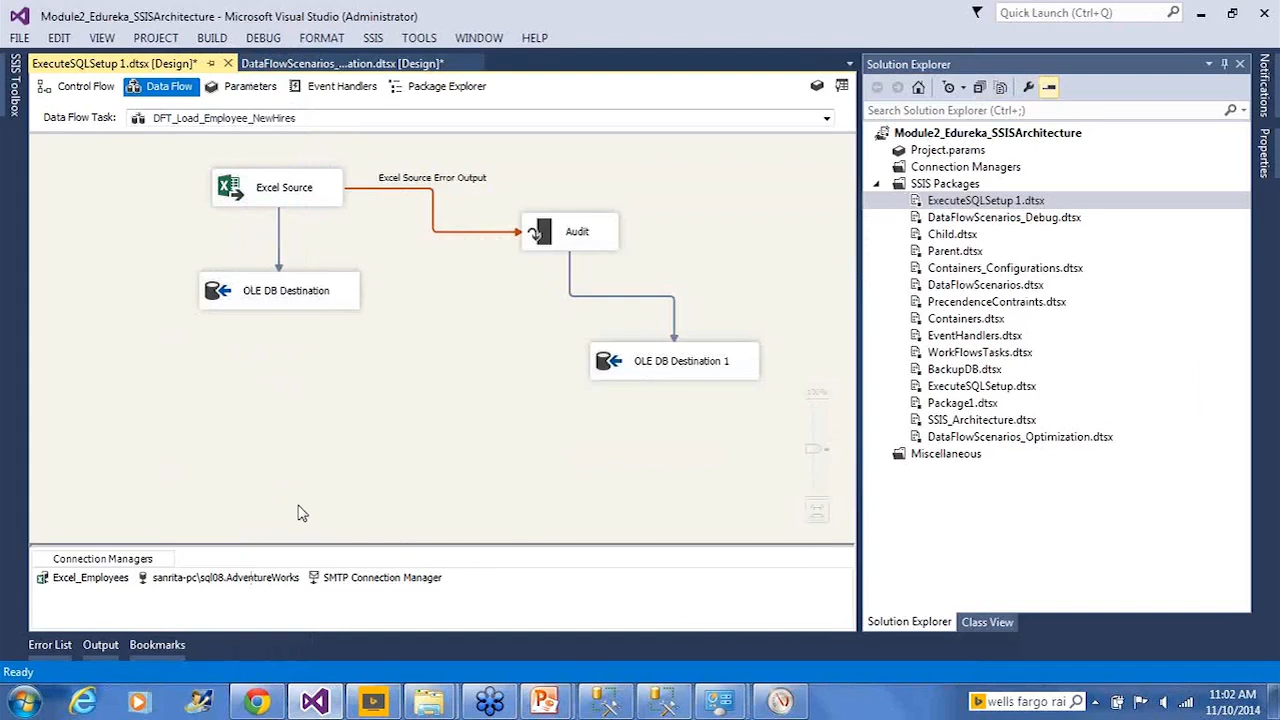 Module2_Edureka_SSISArchitecture - Microsoft Visual Studio (Administrator)
Quick Launch (Ctrl+Q)
FILE EDIT VIEW PROJECT BUILD DEBUG FORMAT SSIS TOOLS WINDOW HELP
SSIS Toolbox
ExecuteSQLSetup 1.dtsx [Design]*
DataFlowScenarios_...ation.dtsx [Design]*
Control Flow Data Flow Parameters Event Handlers Package Explorer
Data Flow Task: DFT_Load_Employee_NewHires
Excel Source
Excel Source Error Output
Audit
OLE DB Destination
OLE DB Destination 1
Connection Managers
Excel_Employees sanrita-pc\sql08.AdventureWorks SMTP Connection Manager
Error List Output Bookmarks
Ready
Solution Explorer
Search Solution Explorer (Ctrl+;)
Module2_Edureka_SSISArchitecture
Project.params
Connection Managers
SSIS Packages
ExecuteSQLSetup 1.dtsx
DataFlowScenarios_Debug.dtsx
Child.dtsx
Parent.dtsx
Containers_Configurations.dtsx
DataFlowScenarios.dtsx
PrecendenceContraints.dtsx
Containers.dtsx
EventHandlers.dtsx
WorkFlowsTasks.dtsx
BackupDB.dtsx
ExecuteSQLSetup.dtsx
Package1.dtsx
SSIS_Architecture.dtsx
DataFlowScenarios_Optimization.dtsx
Miscellaneous
Solution Explorer Class View
Notifications
Properties
wells fargo rai
11:02 AM
11/10/2014